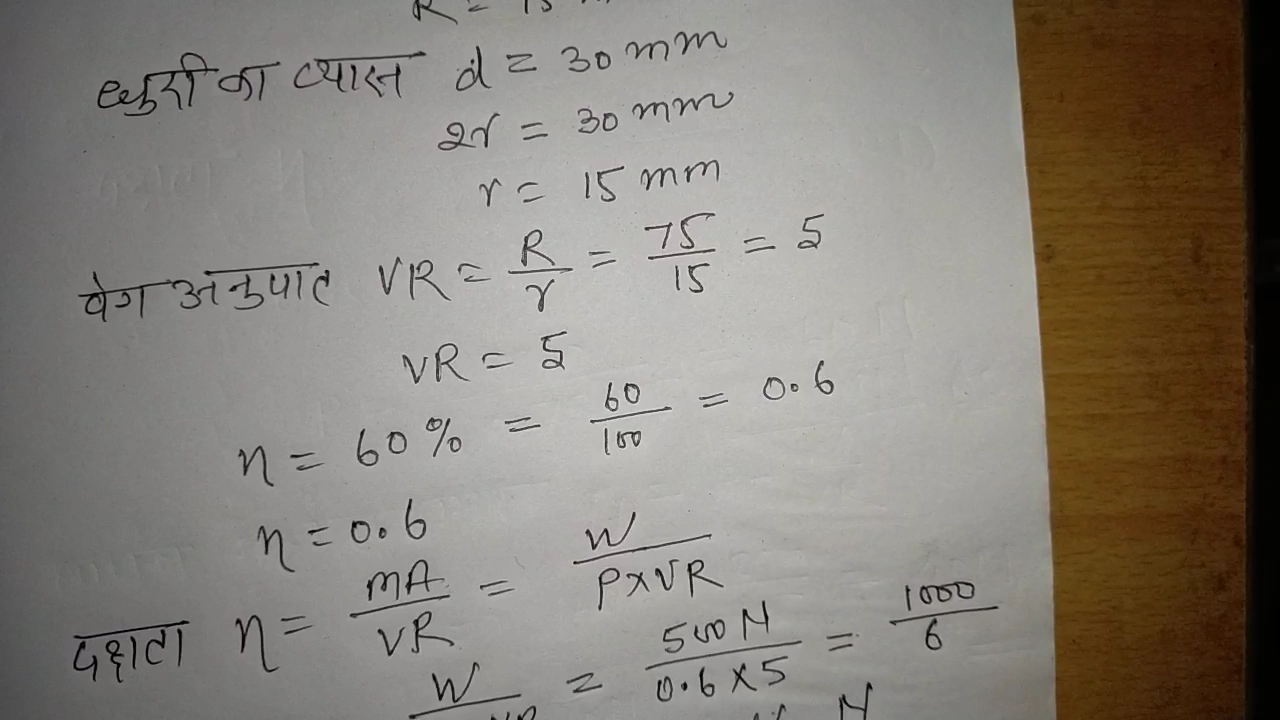 R = 15
धुरी का व्यास d = 30 mm
2r = 30 mm
r = 15 mm
वेग अनुपात VR = R/r = 75/15 = 5
VR = 5
η = 60% = 60/100 = 0.6
η = 0.6
दक्षता η = MA/VR = W/P×VR
W = 500 N/0.6×5 = 1000/6
N